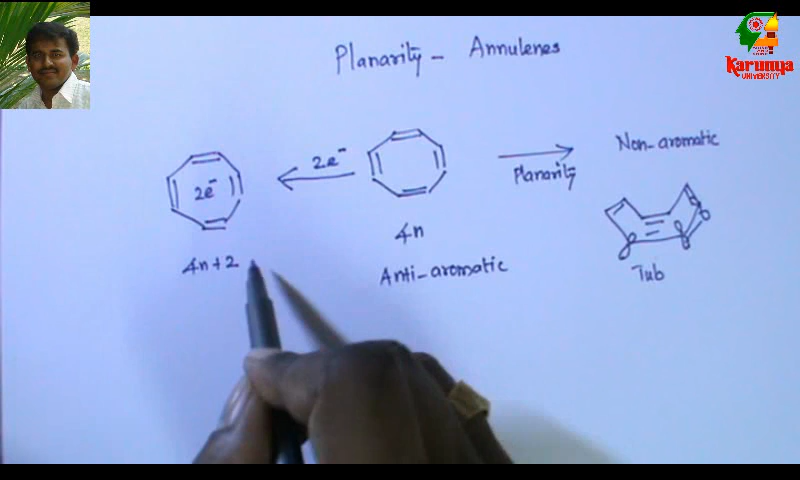 Karunya
UNIVERSITY
Planarity - Annulenes
2e⁻
2e⁻
Planarity
Non-aromatic
4n+2
4n
Anti-aromatic
Tub